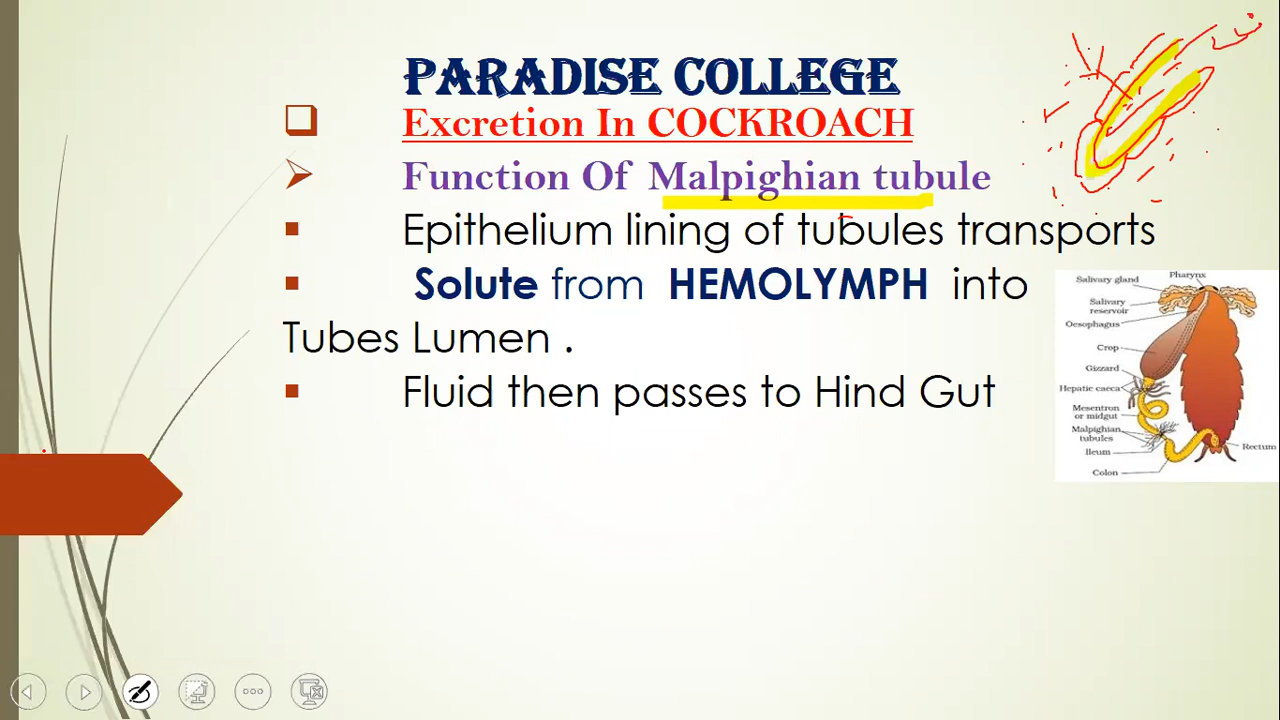 PARADISE COLLEGE
Excretion In COCKROACH
Function Of Malpighian tubule
Epithelium lining of tubules transports
Solute from HEMOLYMPH into
Tubes Lumen .
Fluid then passes to Hind Gut
Pharynx
Salivary gland
Salivary
reservoir
Oesophagus
Crop
Gizzard
Hepatic caeca
Mesentron
or midgut
Malpighian
tubules
Ileum
Rectum
Colon